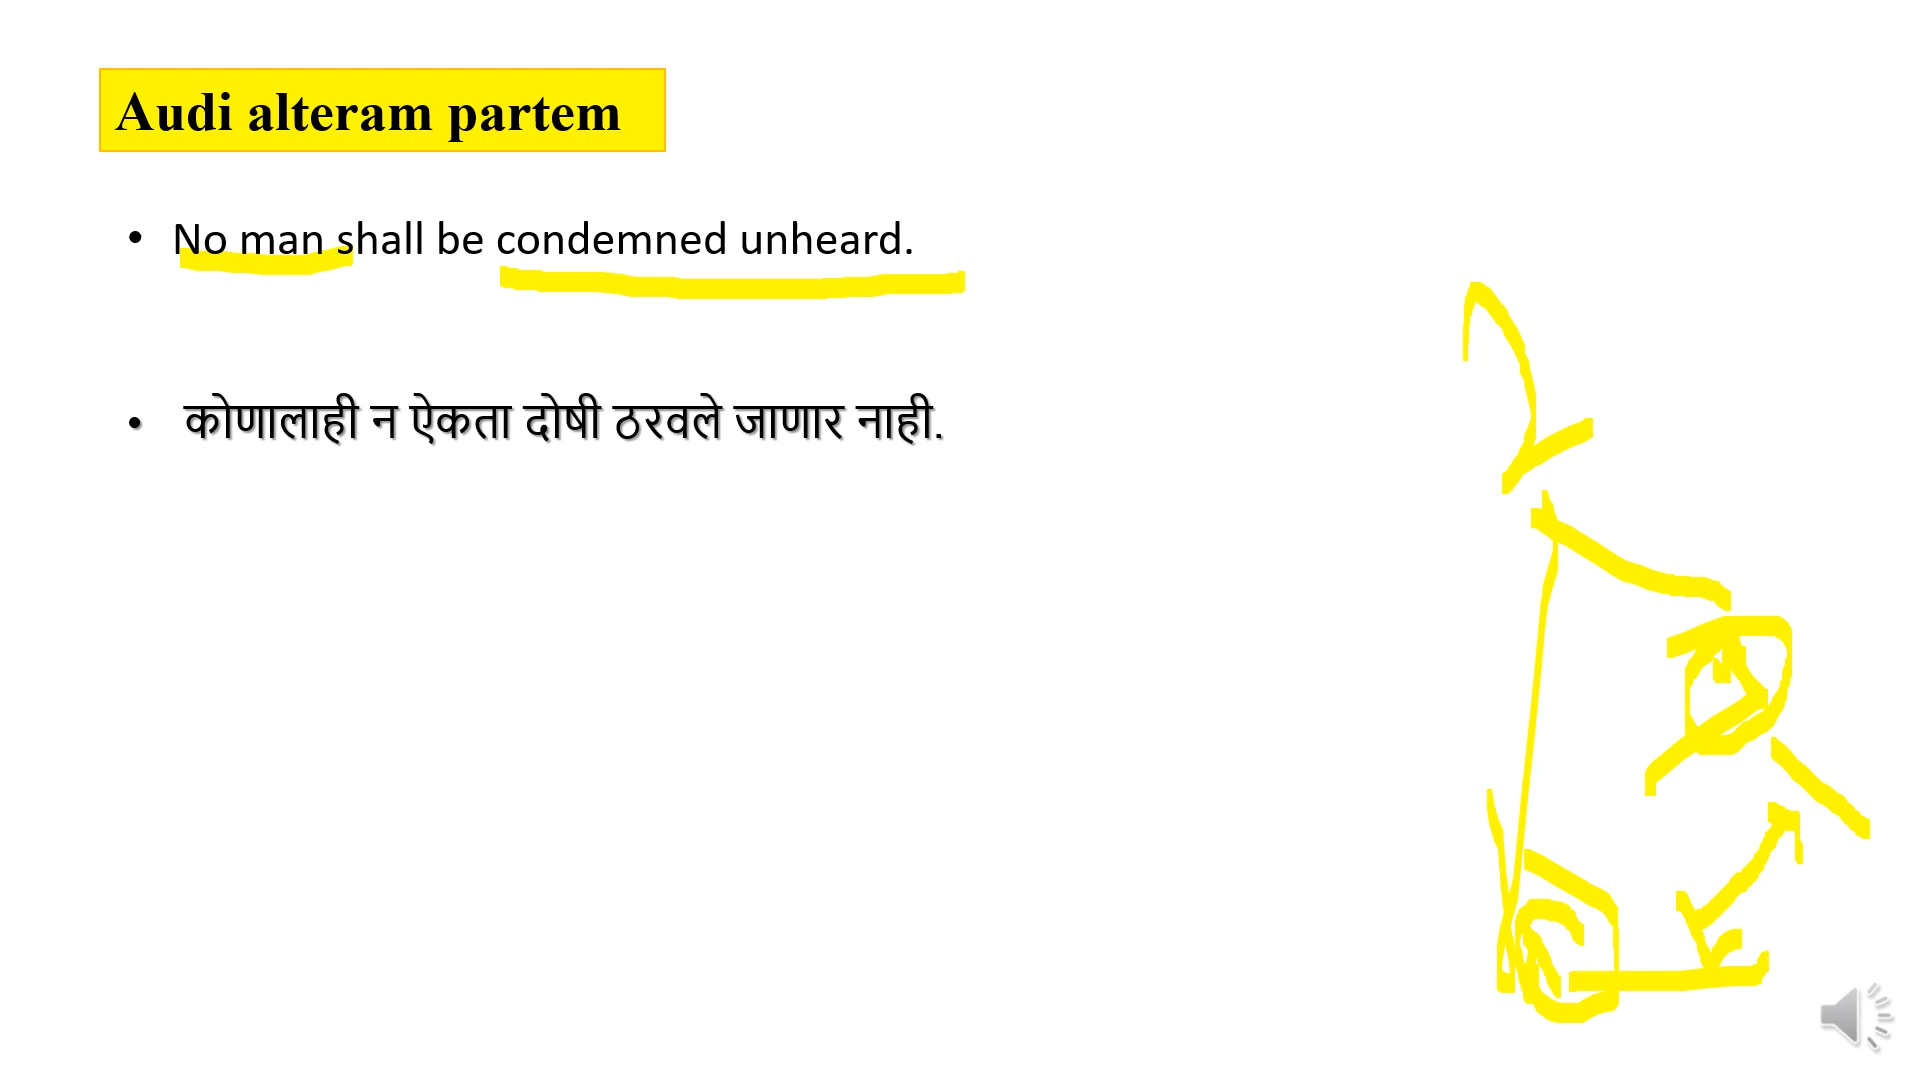 Audi alteram partem
• No man shall be condemned unheard.
• कोणालाही न ऐकता दोषी ठरवले जाणार नाही.